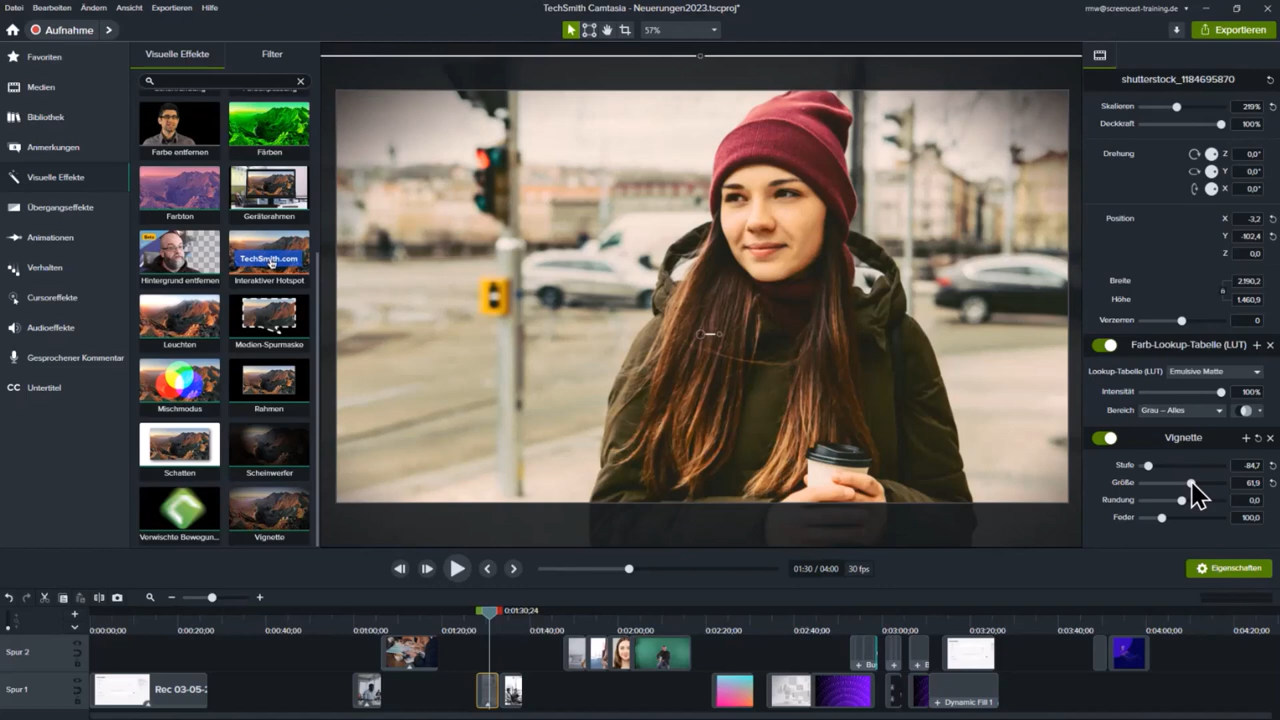 Datei Bearbeiten Ändern Ansicht Exportieren Hilfe
TechSmith Camtasia - Neuerungen2023.tscproj*
rmw@screencast-training.de
Aufnahme
57%
Exportieren
Favoriten
Medien
Bibliothek
Anmerkungen
Visuelle Effekte
Übergangseffekte
Animationen
Verhalten
Cursoreffekte
Audioeffekte
Gesprochener Kommentar
CC Untertitel
Visuelle Effekte Filter
Farbe entfernen Färben
Farbton Geräterahmen
Beta
TechSmith.com
Hintergrund entfernen Interaktiver Hotspot
Leuchten Medien-Spurmaske
Mischmodus Rahmen
Schatten Scheinwerfer
Verwischte Bewegun... Vignette
shutterstock_1184695870
Skalieren 219%
Deckkraft 100%
Drehung Z 0,0°
Y 0,0°
X 0,0°
Position X -3,2
Y -102,4
Z 0,0
Breite 2.190,2
Höhe 1.460,9
Verzerren 0
Farb-Lookup-Tabelle (LUT)
Lookup-Tabelle (LUT) Emulsive Matte
Intensität 100%
Bereich Grau – Alles
Vignette
Stufe -84,7
Größe 61,9
Rundung 0,0
Feder 100,0
01:30 / 04:00 30 fps
Eigenschaften
0:01:30;24
0:00:00;00 0:00:20;00 0:00:40;00 0:01:00;00 0:01:20;00 0:01:40;00 0:02:00;00 0:02:20;00 0:02:40;00 0:03:00;00 0:03:20;00 0:03:40;00 0:04:00;00 0:04:20;00
Spur 2
Spur 1
Rec 03-05-2
Dynamic Fill 1